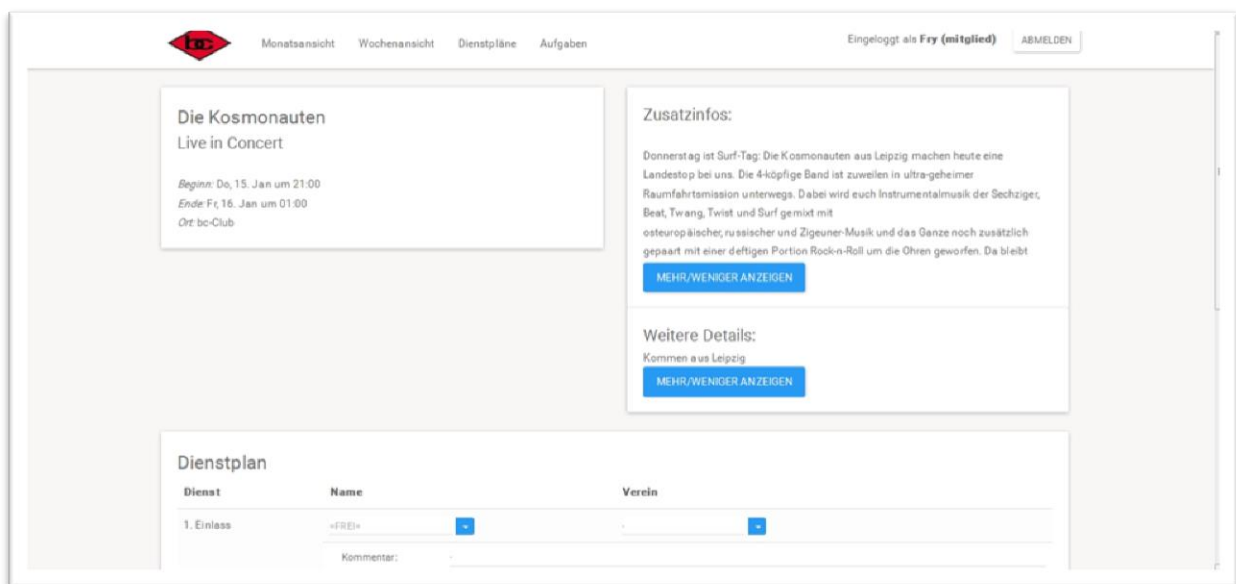 bc
Monatsansicht Wochenansicht Dienstpläne Aufgaben
Eingeloggt als Fry (mitglied) ABMELDEN
Die Kosmonauten
Live in Concert
Beginn: Do, 15. Jan um 21:00
Ende: Fr, 16. Jan um 01:00
Ort: bc-Club
Zusatzinfos:
Donnerstag ist Surf-Tag: Die Kosmonauten aus Leipzig machen heute eine
Landestop bei uns. Die 4-köpfige Band ist zuweilen in ultra-geheimer
Raumfahrtsmission unterwegs. Dabei wird euch Instrumentalmusik der Sechziger,
Beat, Twang, Twist und Surf gemixt mit
osteuropäischer, russischer und Zigeuner-Musik und das Ganze noch zusätzlich
gepaart mit einer deftigen Portion Rock-n-Roll um die Ohren geworfen. Da bleibt
MEHR/WENIGER ANZEIGEN
Weitere Details:
Kommen aus Leipzig
MEHR/WENIGER ANZEIGEN
Dienstplan
Dienst Name Verein
1. Einlass =FREI= -
Kommentar: -